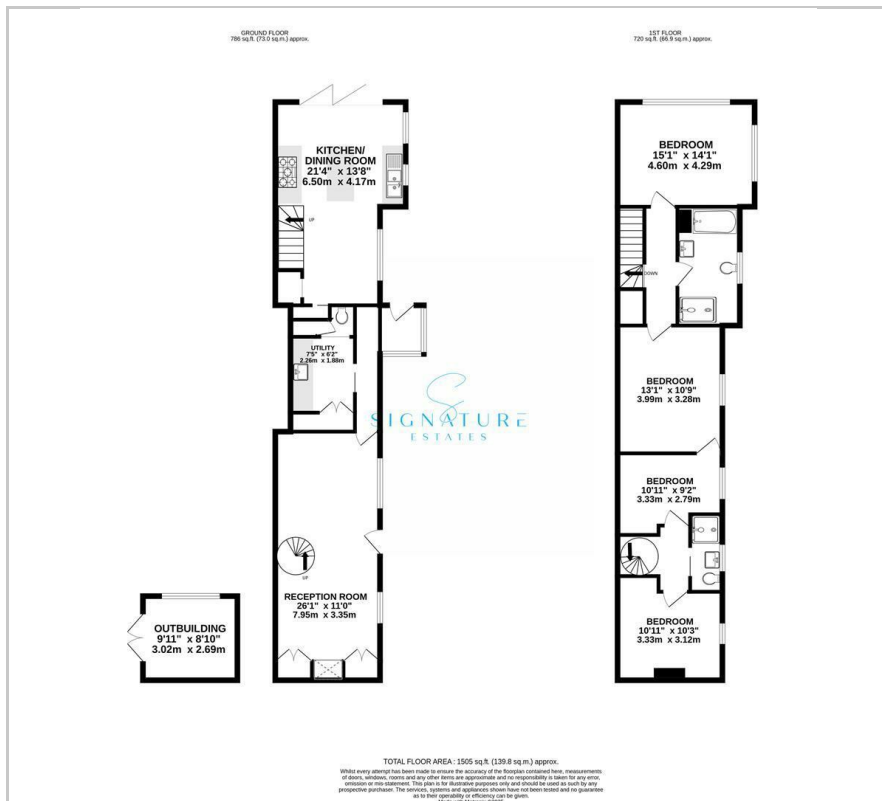 GROUND FLOOR
786 sq.ft. (73.0 sq.m.) approx.
1ST FLOOR
720 sq.ft. (66.9 sq.m.) approx.
KITCHEN/
DINING ROOM
21'4" x 13'8"
6.50m x 4.17m
UP
UTILITY
7'5" x 6'2"
2.26m x 1.88m
UP
RECEPTION ROOM
26'1" x 11'0"
7.95m x 3.35m
OUTBUILDING
9'11" x 8'10"
3.02m x 2.69m
BEDROOM
15'1" x 14'1"
4.60m x 4.29m
DOWN
BEDROOM
13'1" x 10'9"
3.99m x 3.28m
BEDROOM
10'11" x 9'2"
3.33m x 2.79m
BEDROOM
10'11" x 10'3"
3.33m x 3.12m
SIGNATURE
ESTATES
TOTAL FLOOR AREA : 1505 sq.ft. (139.8 sq.m.) approx.
Whilst every attempt has been made to ensure the accuracy of the floorplan contained here, measurements
of doors, windows, rooms and any other items are approximate and no responsibility is taken for any error,
omission or mis-statement. This plan is for illustrative purposes only and should be used as such by any
prospective purchaser. The services, systems and appliances shown have not been tested and no guarantee
as to their operability or efficiency can be given.
Made with Metropix